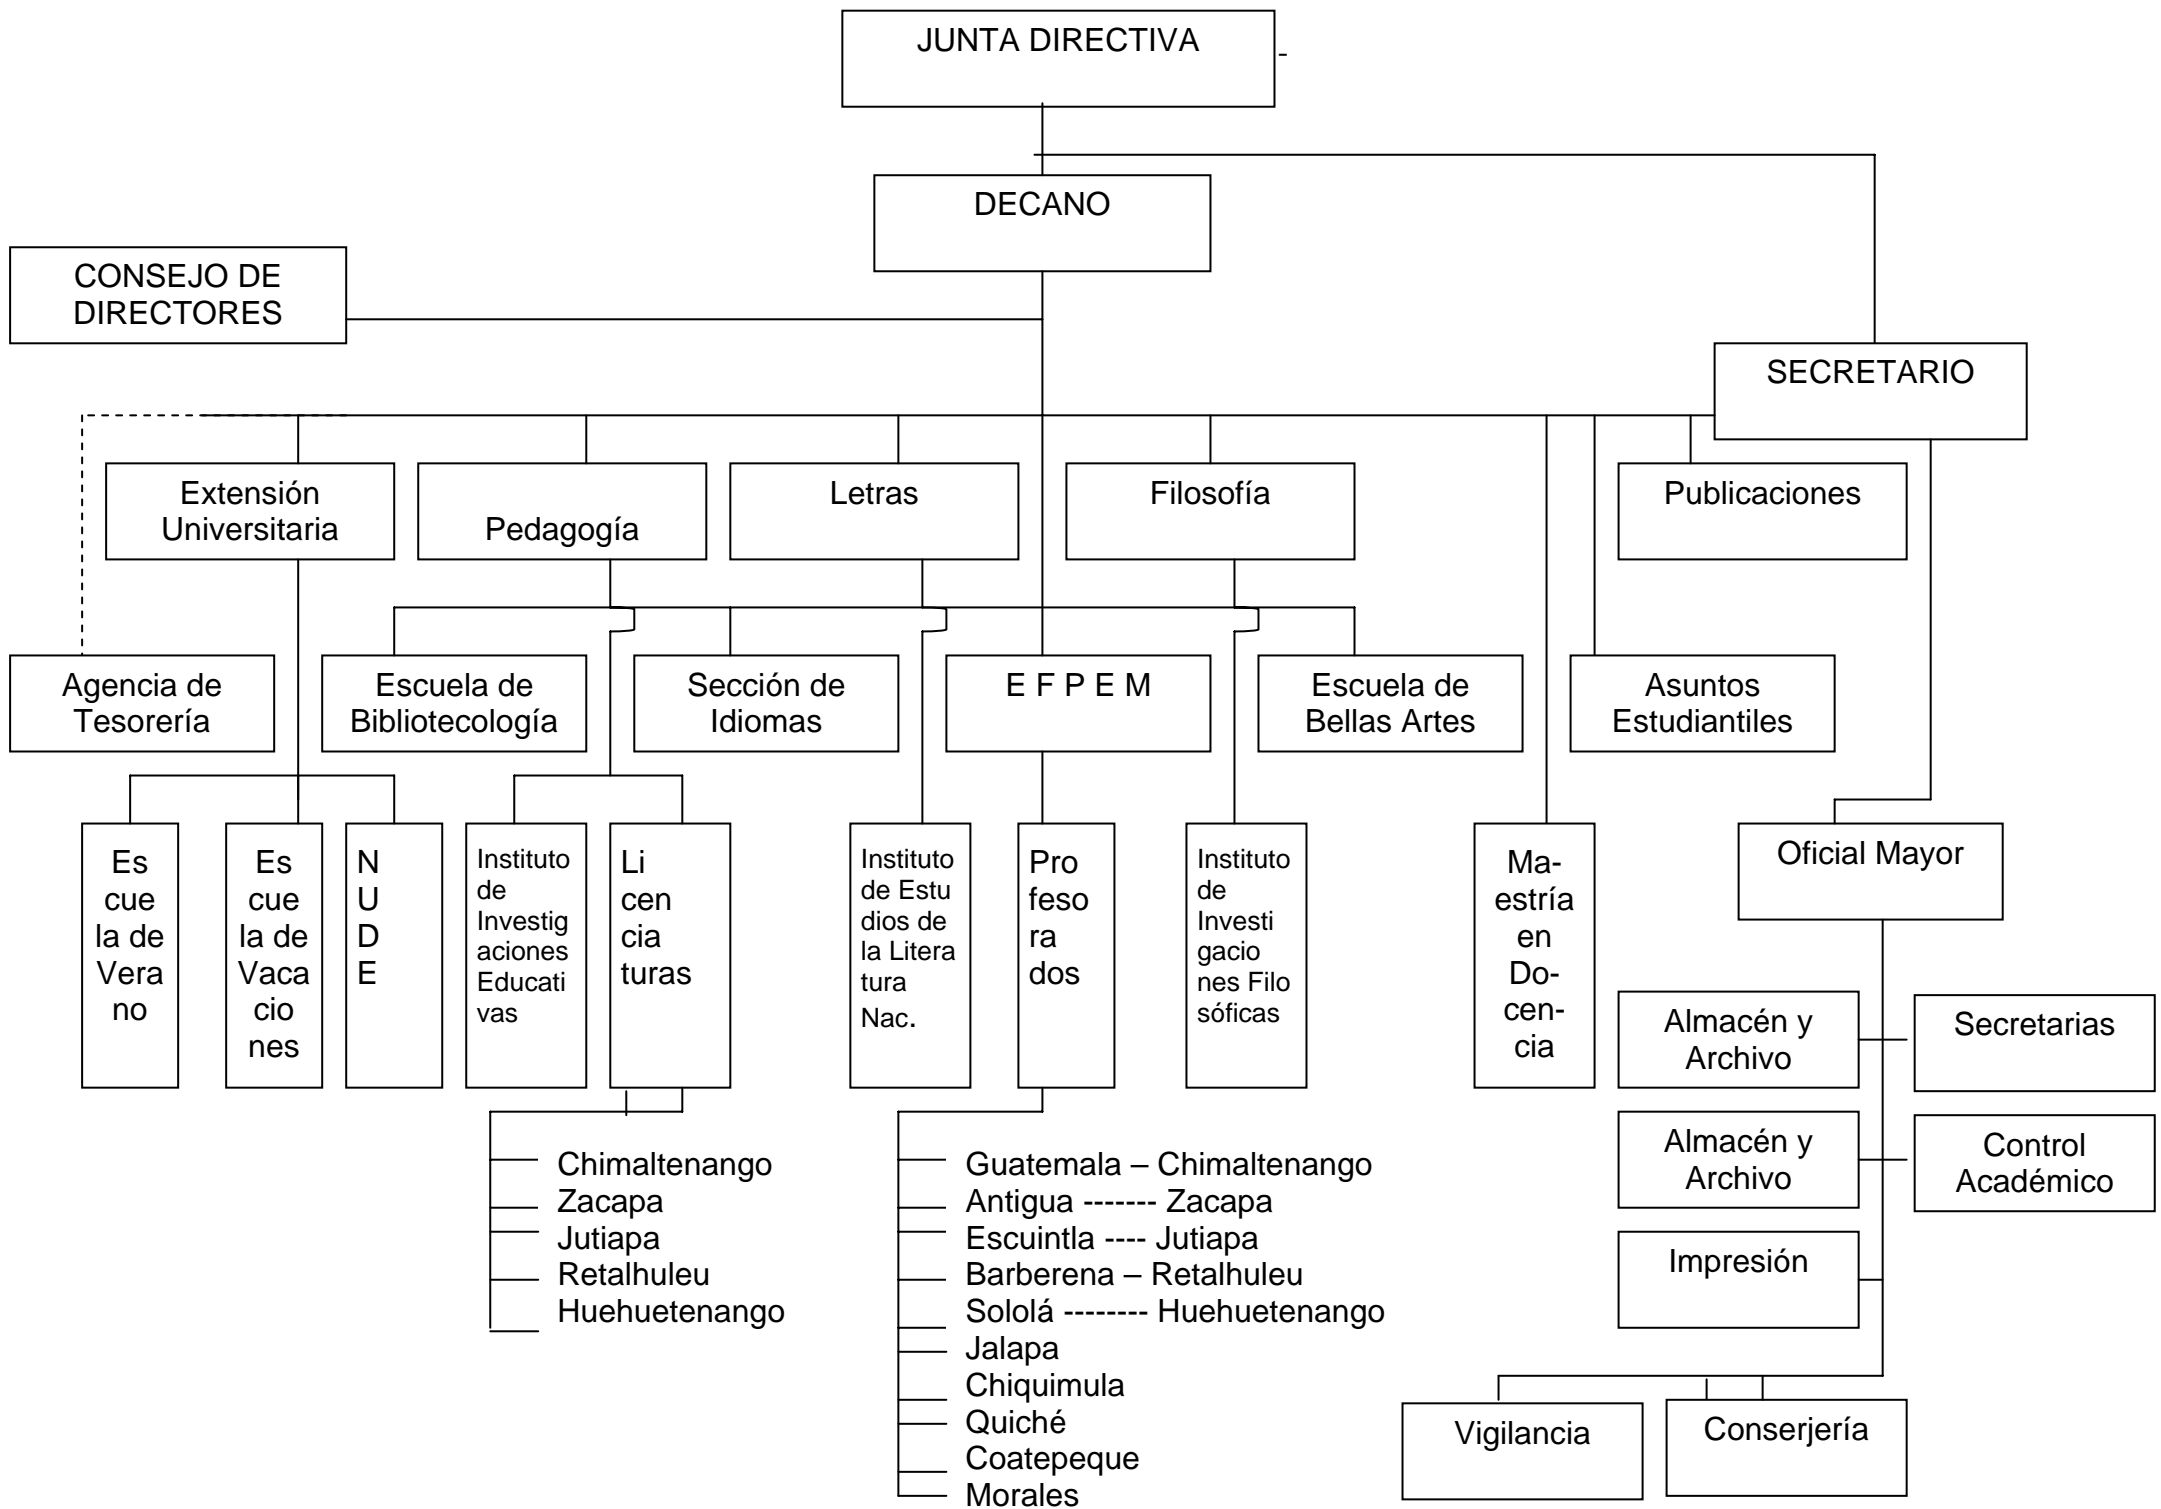 JUNTA DIRECTIVA
-
DECANO
CONSEJO DE
DIRECTORES
SECRETARIO
Extensión
Universitaria
Pedagogía
Letras
Filosofía
Publicaciones
Agencia de
Tesorería
Escuela de
Bibliotecología
Sección de
Idiomas
E F P E M
Escuela de
Bellas Artes
Asuntos
Estudiantiles
Es
cue
la de
Vera
no
Es
cue
la de
Vaca
cio
nes
N
U
D
E
Instituto
de
Investig
aciones
Educati
vas
Li
cen
cia
turas
Instituto
de Estu
dios de
la Litera
tura
Nac.
Pro
feso
ra
dos
Instituto
de
Investi
gacio
nes Filo
sóficas
Ma-
estría
en
Do-
cen-
cia
Oficial Mayor
Almacén y
Archivo
Secretarias
Almacén y
Archivo
Control
Académico
Impresión
Vigilancia
Conserjería
Chimaltenango
Zacapa
Jutiapa
Retalhuleu
Huehuetenango
Guatemala – Chimaltenango
Antigua ------- Zacapa
Escuintla ---- Jutiapa
Barberena – Retalhuleu
Sololá -------- Huehuetenango
Jalapa
Chiquimula
Quiché
Coatepeque
Morales